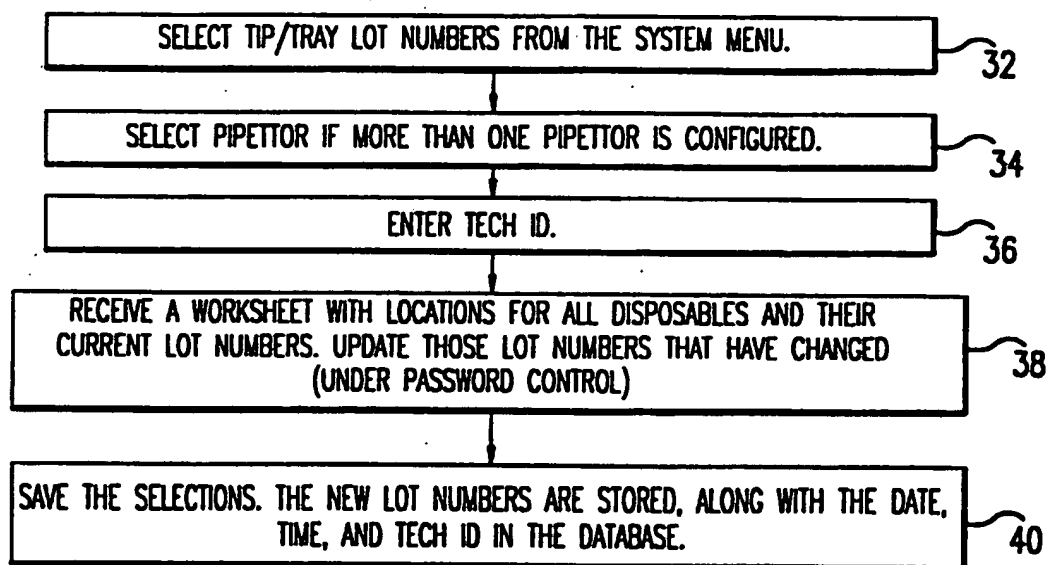 SELECT TIP/TRAY LOT NUMBERS FROM THE SYSTEM MENU.
32
SELECT PIPETTOR IF MORE THAN ONE PIPETTOR IS CONFIGURED.
34
ENTER TECH ID.
36
RECEIVE A WORKSHEET WITH LOCATIONS FOR ALL DISPOSABLES AND THEIR
CURRENT LOT NUMBERS. UPDATE THOSE LOT NUMBERS THAT HAVE CHANGED
(UNDER PASSWORD CONTROL)
38
SAVE THE SELECTIONS. THE NEW LOT NUMBERS ARE STORED, ALONG WITH THE DATE,
TIME, AND TECH ID IN THE DATABASE.
40